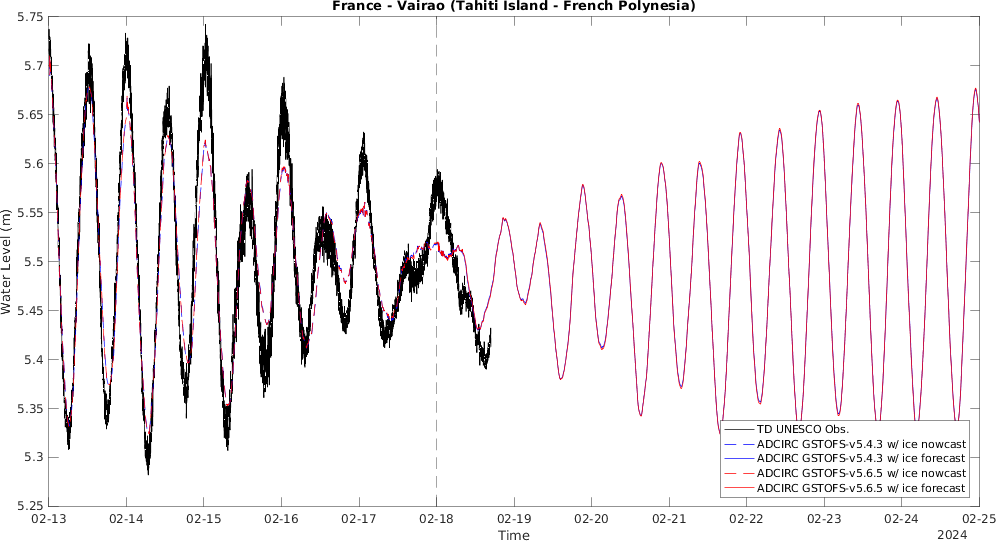 France - Vairao (Tahiti Island - French Polynesia)
5.75
5.7
5.65
5.6
5.55
5.5
5.45
5.4
5.35
5.3
5.25
Water Level (m)
TD UNESCO Obs.
ADCIRC GSTOFS-v5.4.3 w/ ice nowcast
ADCIRC GSTOFS-v5.4.3 w/ ice forecast
ADCIRC GSTOFS-v5.6.5 w/ ice nowcast
ADCIRC GSTOFS-v5.6.5 w/ ice forecast
02-13 02-14 02-15 02-16 02-17 02-18 02-19 02-20 02-21 02-22 02-23 02-24 02-25
Time
2024